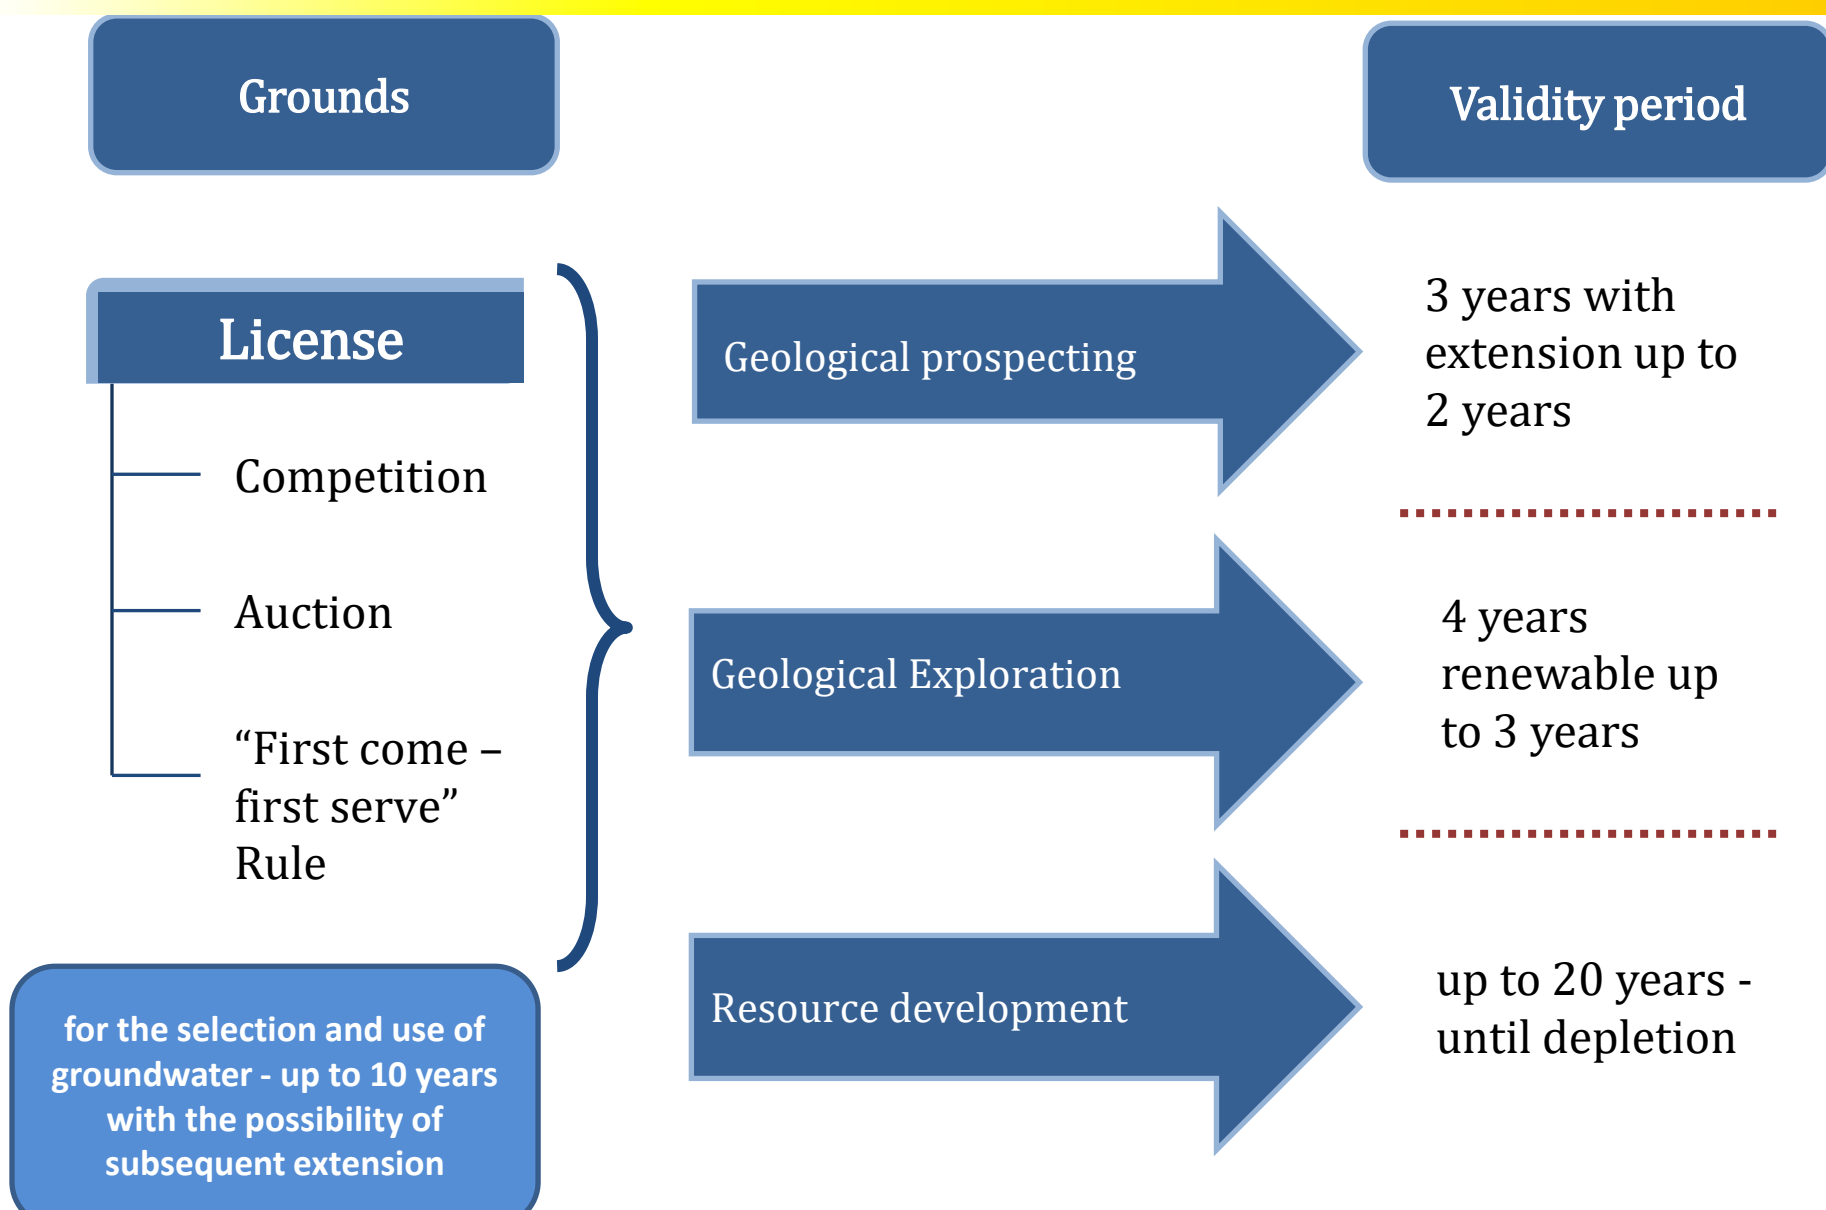 Grounds
Validity period
License
Competition
Auction
“First come –
first serve”
Rule
for the selection and use of
groundwater - up to 10 years
with the possibility of
subsequent extension
Geological prospecting
3 years with
extension up to
2 years
Geological Exploration
4 years
renewable up
to 3 years
Resource development
up to 20 years -
until depletion